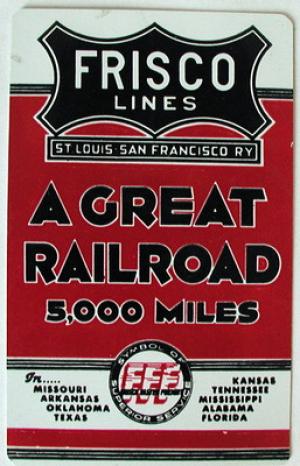 FRISCO
LINES
ST LOUIS-SAN FRANCISCO RY
A GREAT
RAILROAD
5,000 MILES
SYMBOL OF
FFF
SUPERIOR SERVICE
In.....
MISSOURI
ARKANSAS
OKLAHOMA
TEXAS
KANSAS
TENNESSEE
MISSISSIPPI
ALABAMA
FLORIDA